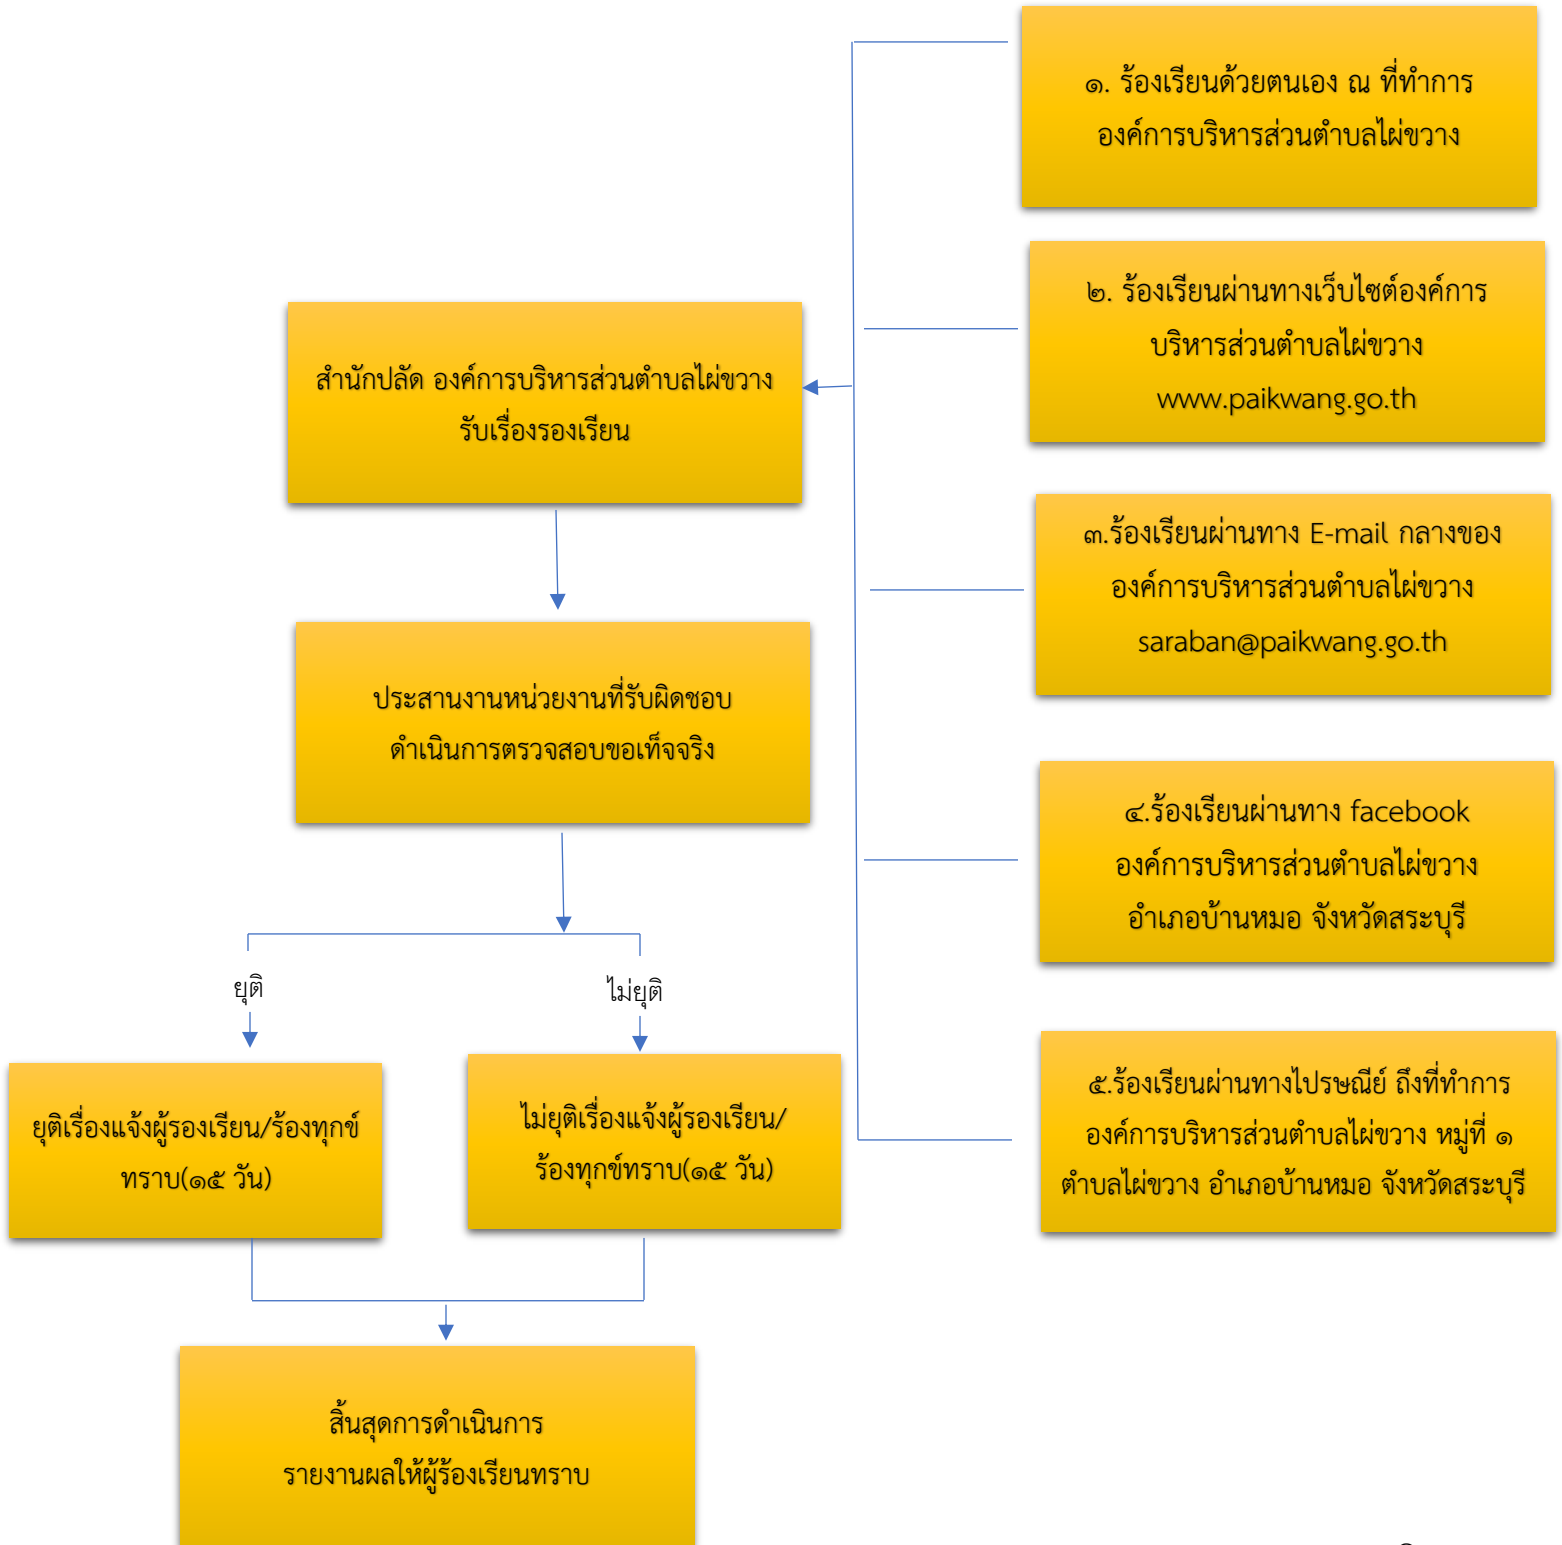 ๑. ร้องเรียนด้วยตนเอง ณ ที่ทำการ
องค์การบริหารส่วนตำบลไผ่ขวาง
๒. ร้องเรียนผ่านทางเว็บไซต์องค์การ
บริหารส่วนตำบลไผ่ขวาง
www.paikwang.go.th
๓.ร้องเรียนผ่านทาง E-mail กลางของ
องค์การบริหารส่วนตำบลไผ่ขวาง
saraban@paikwang.go.th
๔.ร้องเรียนผ่านทาง facebook
องค์การบริหารส่วนตำบลไผ่ขวาง
อำเภอบ้านหมอ จังหวัดสระบุรี
๕.ร้องเรียนผ่านทางไปรษณีย์ ถึงที่ทำการ
องค์การบริหารส่วนตำบลไผ่ขวาง หมู่ที่ ๑
ตำบลไผ่ขวาง อำเภอบ้านหมอ จังหวัดสระบุรี
สำนักปลัด องค์การบริหารส่วนตำบลไผ่ขวาง
รับเรื่องรองเรียน
ประสานงานหน่วยงานที่รับผิดชอบ
ดำเนินการตรวจสอบขอเท็จจริง
ยุติ
ไม่ยุติ
ยุติเรื่องแจ้งผู้รองเรียน/ร้องทุกข์
ทราบ(๑๕ วัน)
ไม่ยุติเรื่องแจ้งผู้รองเรียน/
ร้องทุกข์ทราบ(๑๕ วัน)
สิ้นสุดการดำเนินการ
รายงานผลให้ผู้ร้องเรียนทราบ